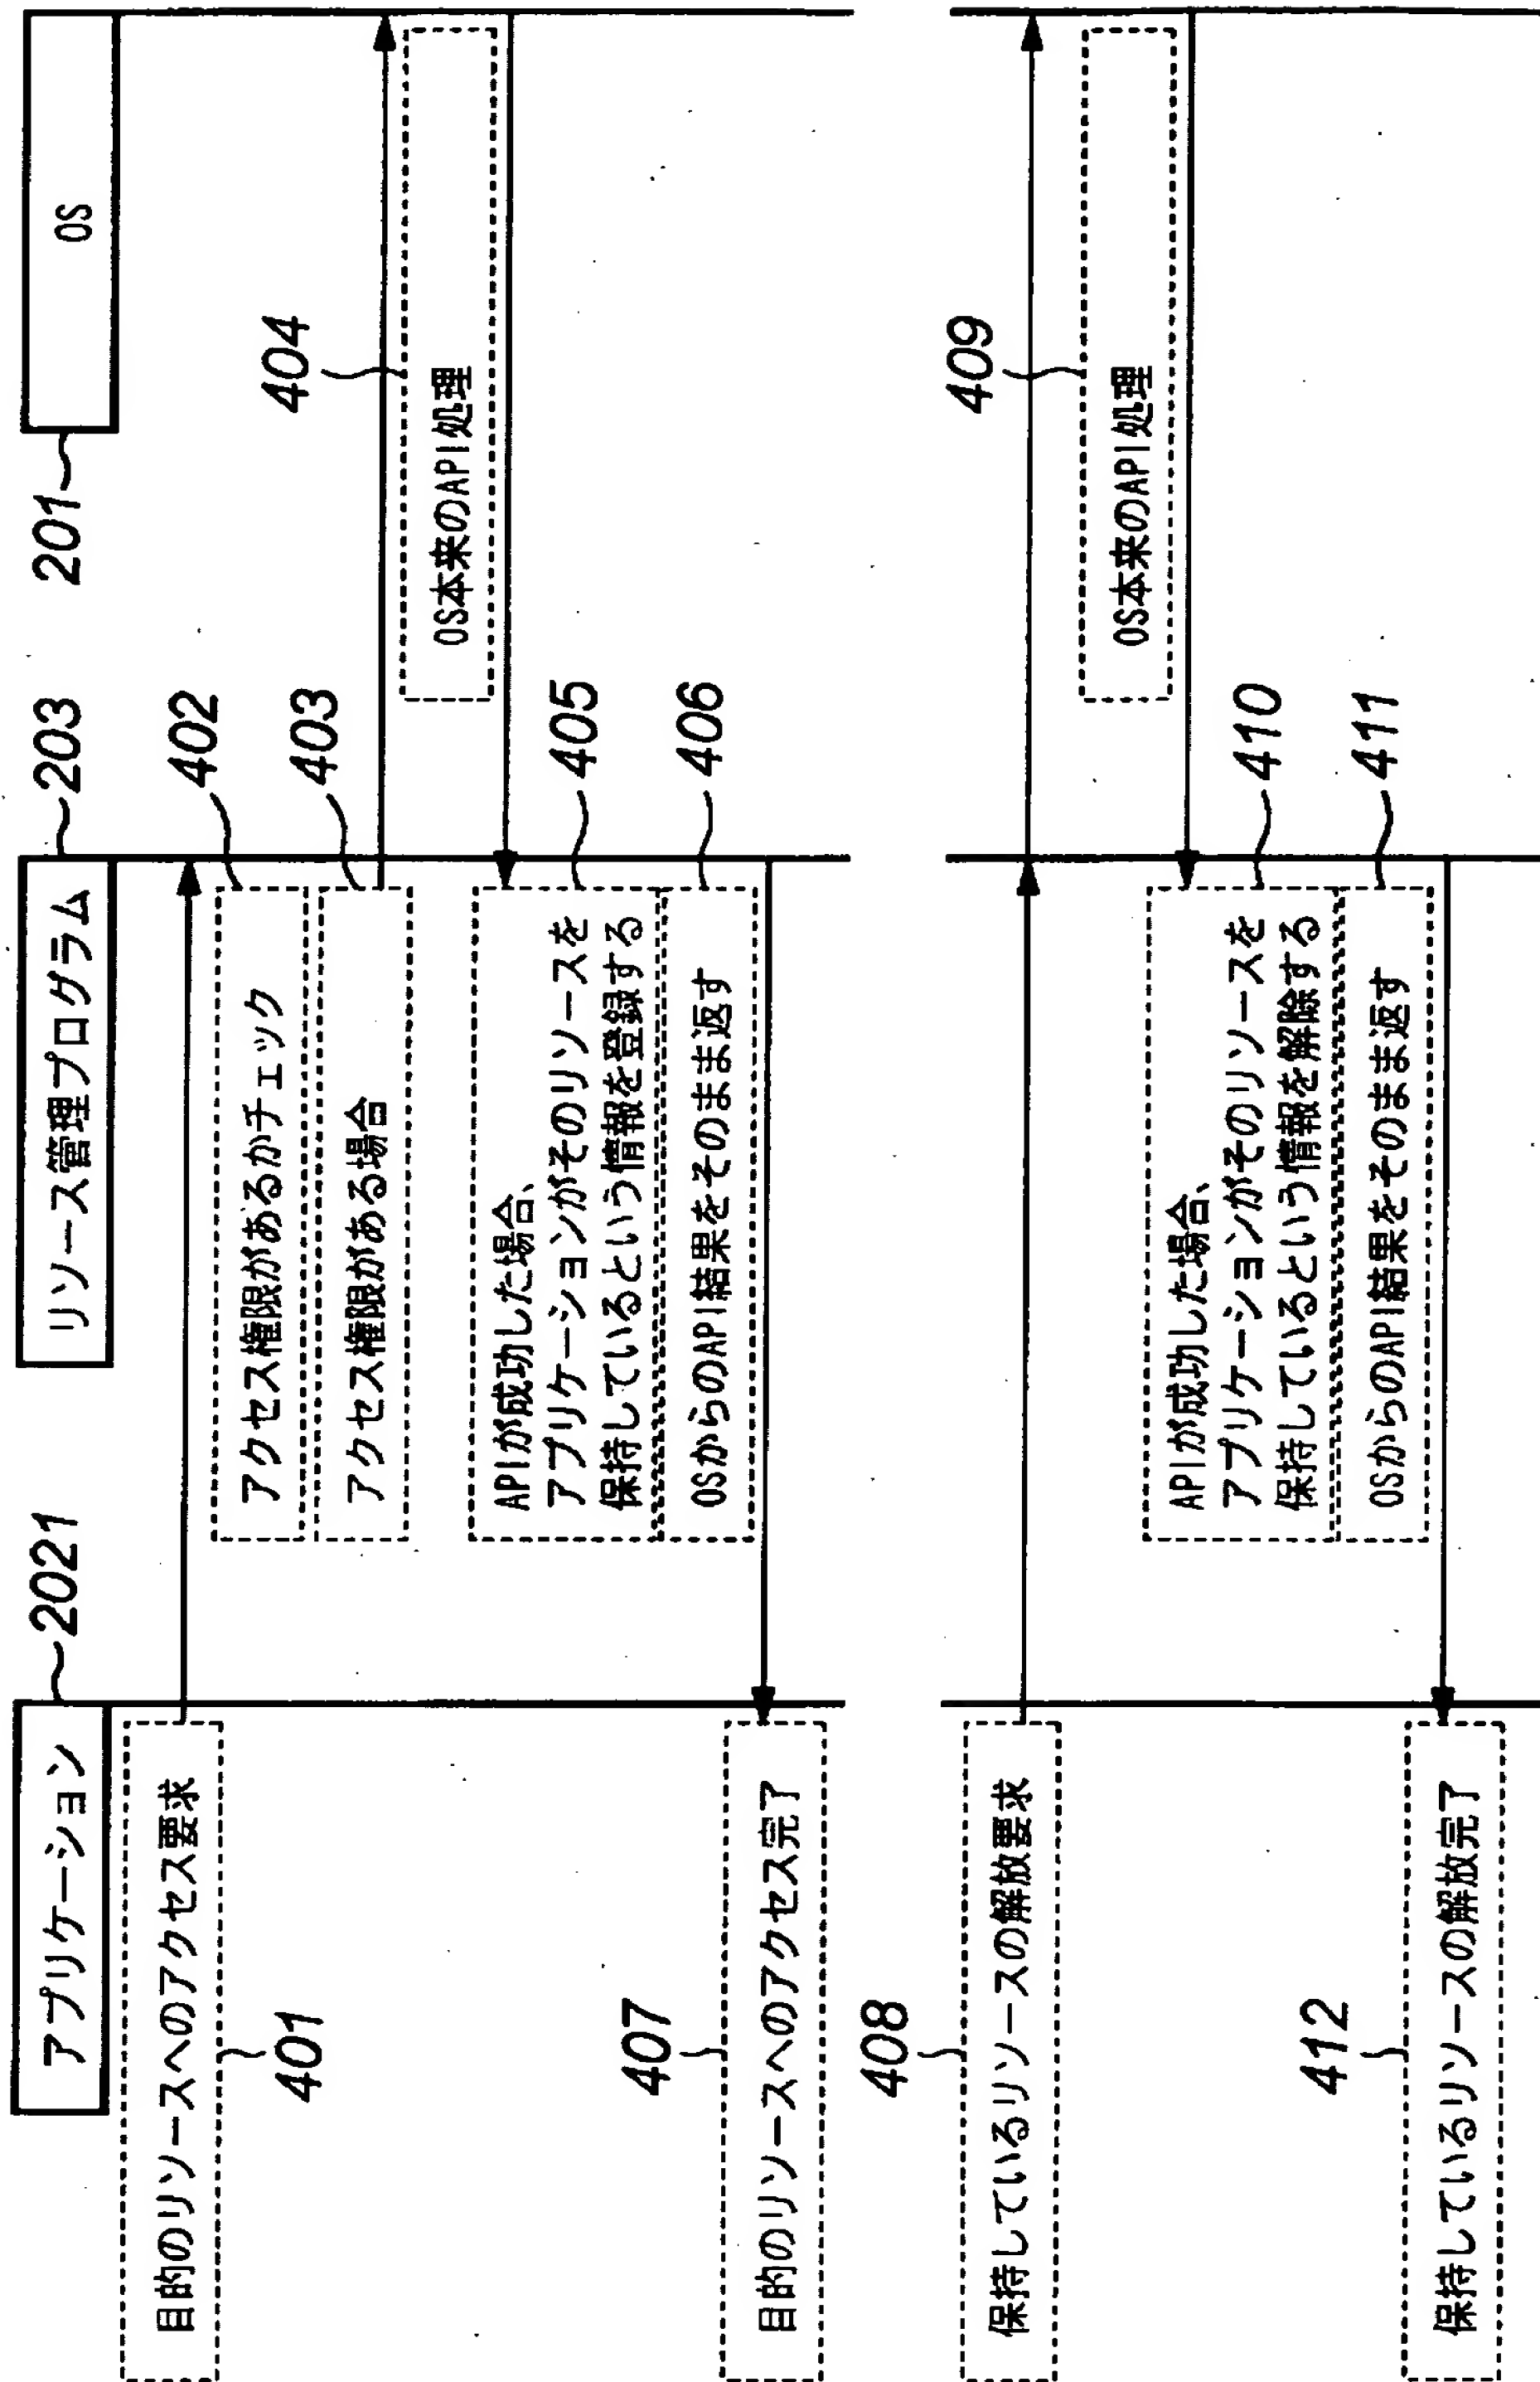 アプリケーション
2021
リソース管理プログラム
203
OS
201
目的のリソースへのアクセス要求
401
アクセス権限があるかチェック
402
アクセス権限がある場合
403
404
OS本来のAPI処理
APIが成功した場合、
アプリケーションがそのリソースを
保持しているという情報を登録する
405
OSからのAPI結果をそのまま返す
406
目的のリソースへのアクセス完了
407
保持しているリソースの解放要求
408
409
OS本来のAPI処理
APIが成功した場合、
アプリケーションがそのリソースを
保持しているという情報を解除する
410
OSからのAPI結果をそのまま返す
411
保持しているリソースの解放完了
412